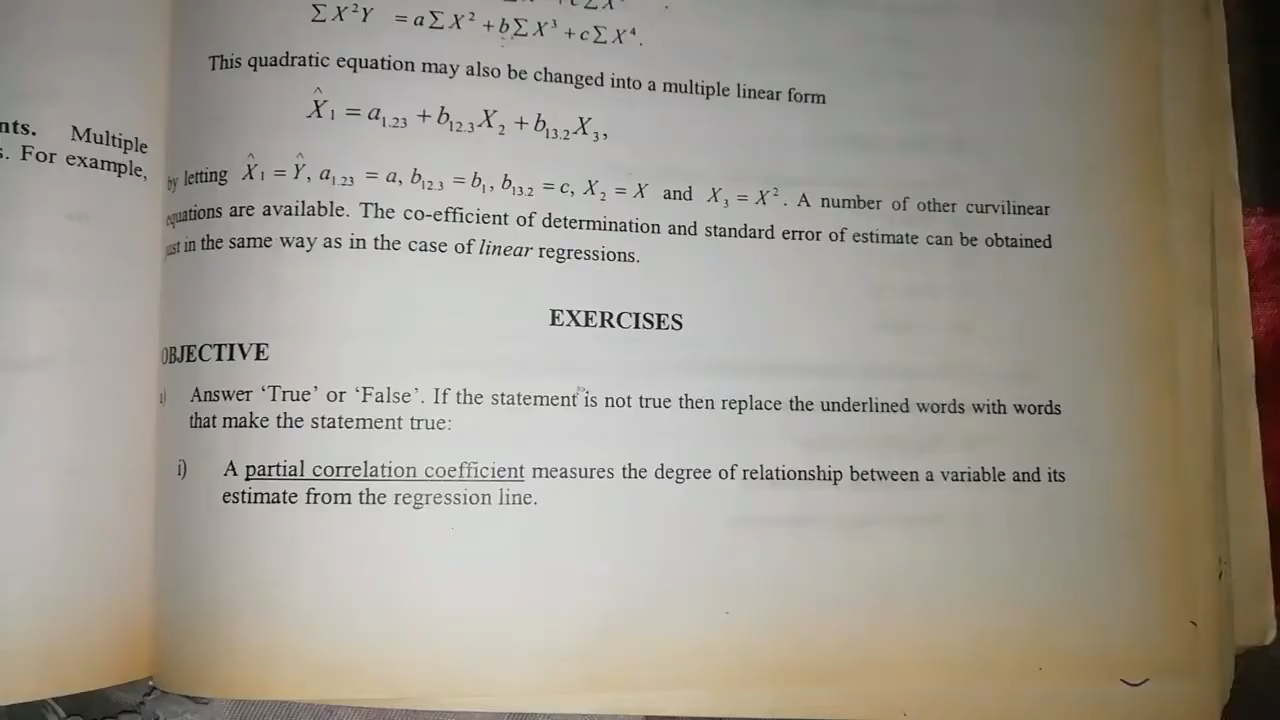 ΣX²Y = aΣX² + bΣX³ + cΣX⁴.
This quadratic equation may also be changed into a multiple linear form
X̂₁ = a₁.₂₃ + b₁₂.₃X₂ + b₁₃.₂X₃,
nts. Multiple
s. For example,
by letting X̂₁ = Ŷ, a₁.₂₃ = a, b₁₂.₃ = b₁, b₁₃.₂ = c, X₂ = X and X₃ = X². A number of other curvilinear
equations are available. The co-efficient of determination and standard error of estimate can be obtained
in the same way as in the case of linear regressions.
EXERCISES
OBJECTIVE
Answer ‘True’ or ‘False’. If the statement is not true then replace the underlined words with words
that make the statement true:
i) A partial correlation coefficient measures the degree of relationship between a variable and its
estimate from the regression line.